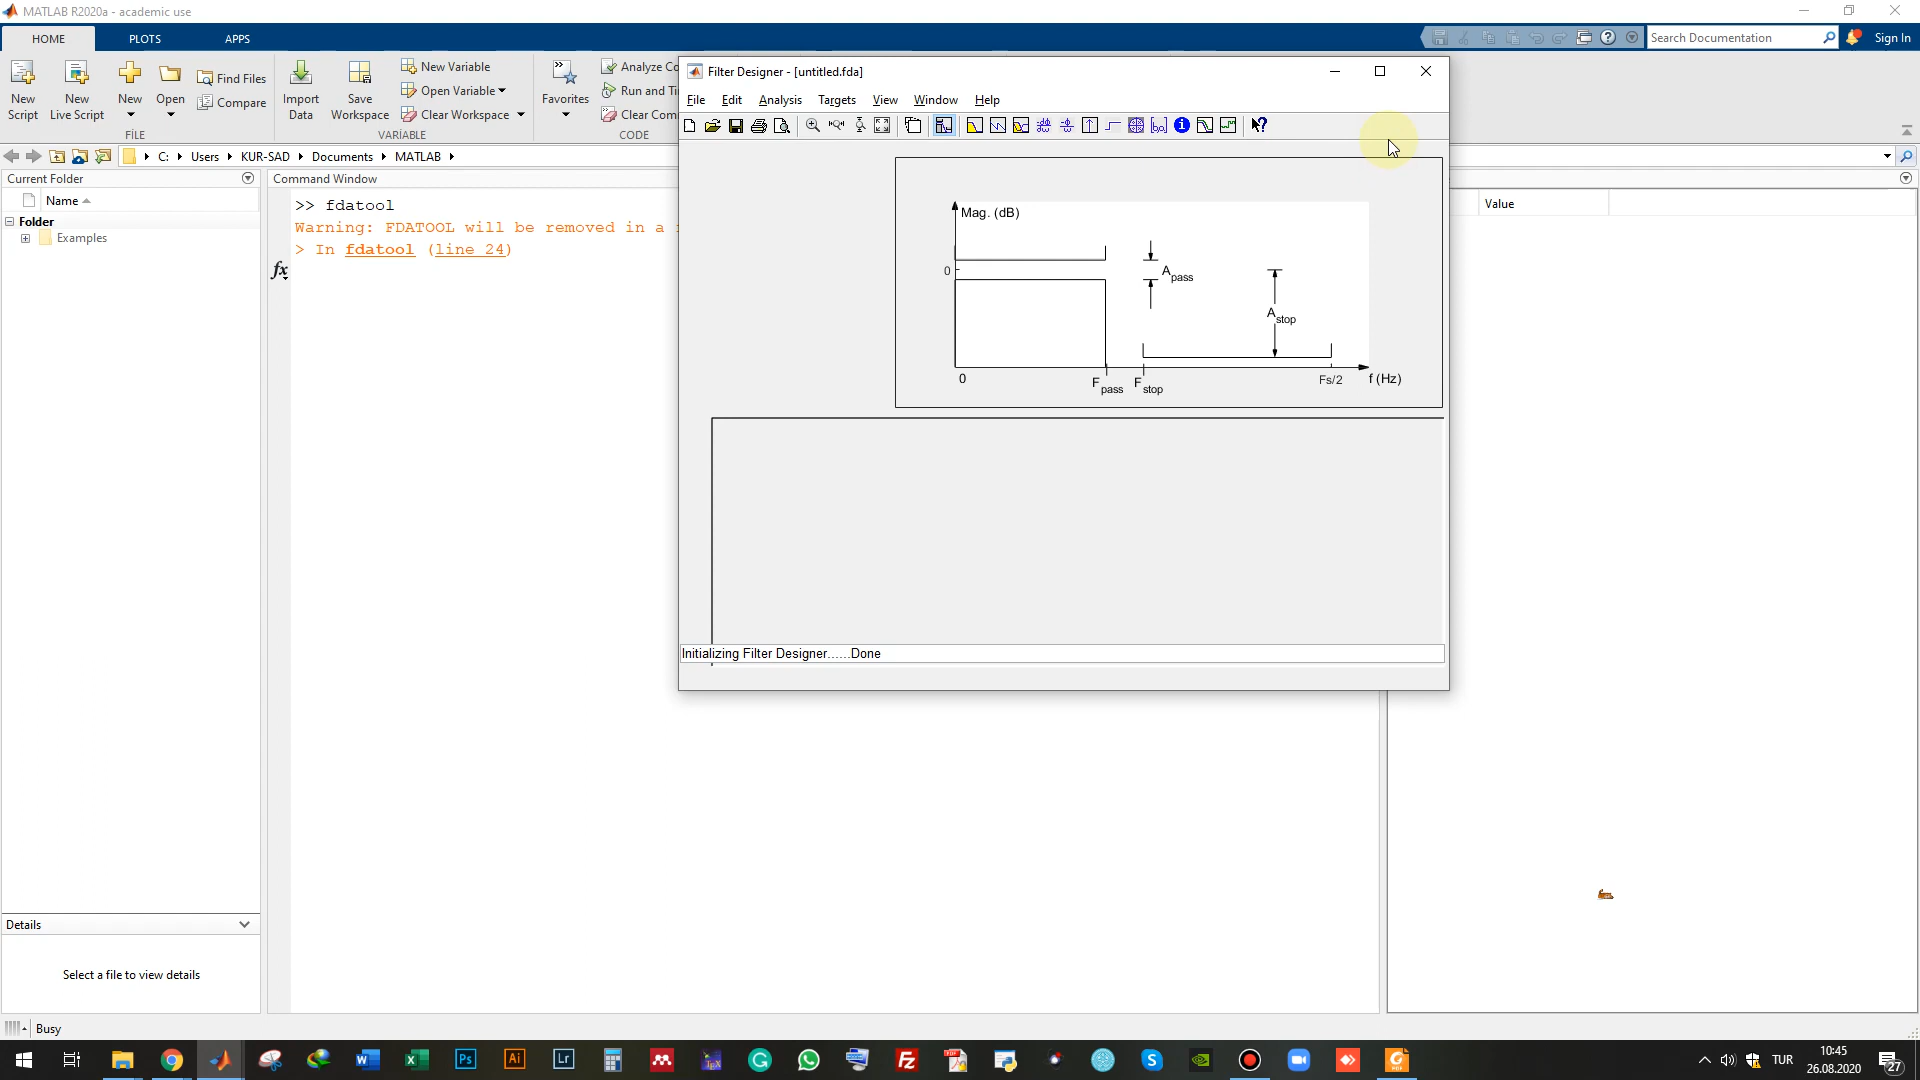 MATLAB R2020a - academic use
HOME
PLOTS
APPS
Search Documentation
Sign In
New Script
New Live Script
New
Open
Find Files
Compare
FİLE
Import Data
Save Workspace
New Variable
Open Variable
Clear Workspace
VARİABLE
Favorites
Analyze Co
Run and Ti
Clear Com
CODE
C:
Users
KUR-SAD
Documents
MATLAB
Current Folder
Name
Folder
Examples
Details
Select a file to view details
Command Window
>> fdatool
Warning: FDATOOL will be removed in a r
> In fdatool (line 24)
fx
Value
Filter Designer - [untitled.fda]
File
Edit
Analysis
Targets
View
Window
Help
Mag. (dB)
0
A pass
A stop
0
F pass
F stop
Fs/2
f (Hz)
Initializing Filter Designer......Done
Busy
TUR
10:45
26.08.2020
27